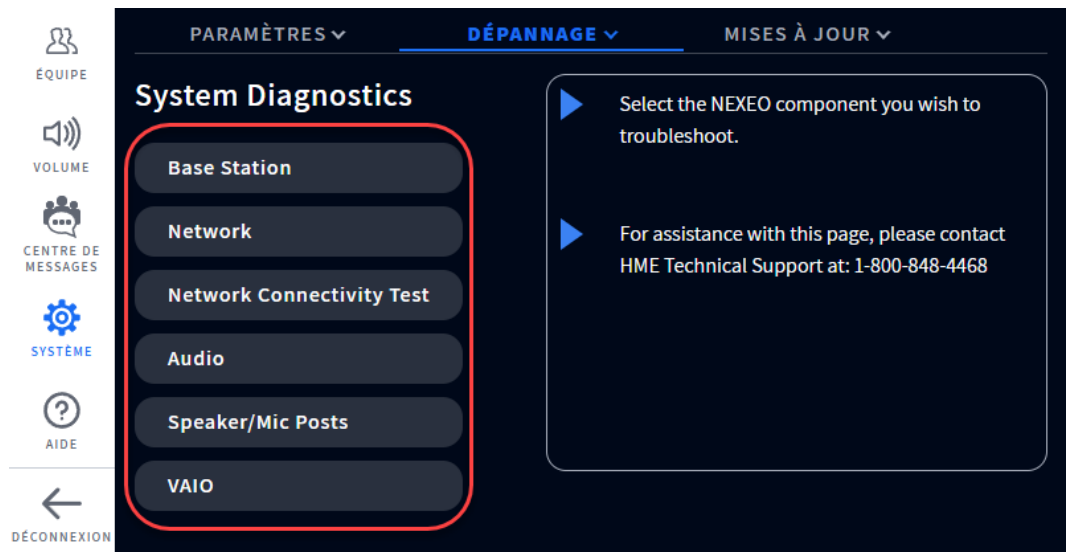 ÉQUIPE
VOLUME
CENTRE DE
MESSAGES
SYSTÈME
AIDE
DÉCONNEXION
PARAMÈTRES
DÉPANNAGE
MISES À JOUR
System Diagnostics
Base Station
Network
Network Connectivity Test
Audio
Speaker/Mic Posts
VAIO
Select the NEXEO component you wish to
troubleshoot.
For assistance with this page, please contact
HME Technical Support at: 1-800-848-4468